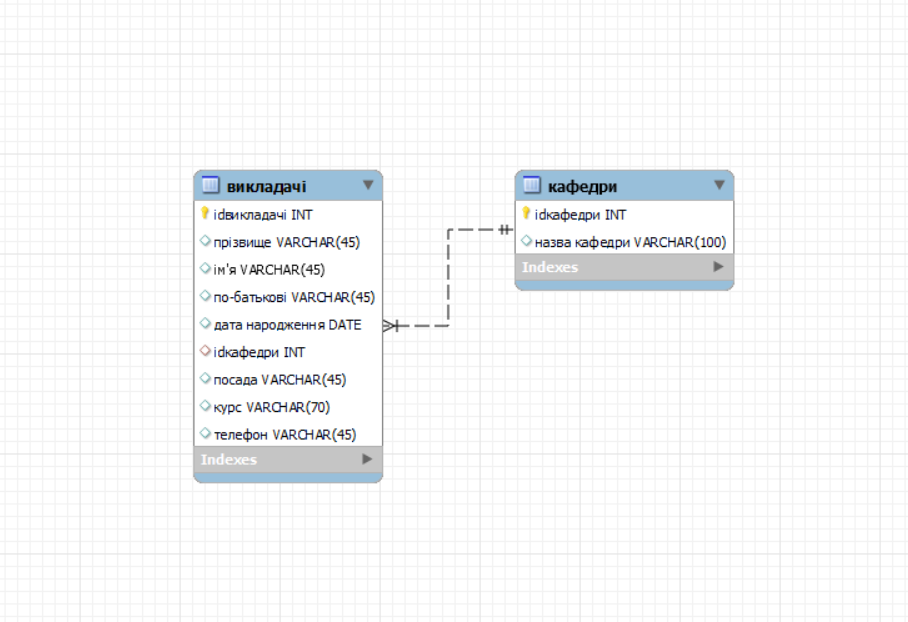 викладачі
idвикладачі INT
прізвище VARCHAR(45)
ім'я VARCHAR(45)
по-батькові VARCHAR(45)
дата народження DATE
idкафедри INT
посада VARCHAR(45)
курс VARCHAR(70)
телефон VARCHAR(45)
Indexes
кафедри
idкафедри INT
назва кафедри VARCHAR(100)
Indexes